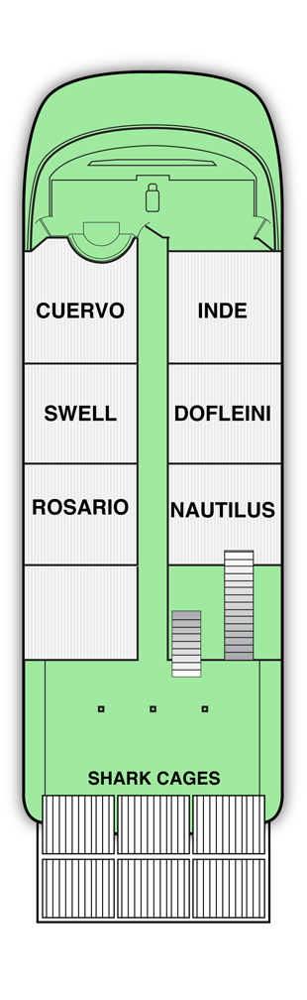 CUERVO INDE
SWELL DOFLEINI
ROSARIO NAUTILUS
SHARK CAGES